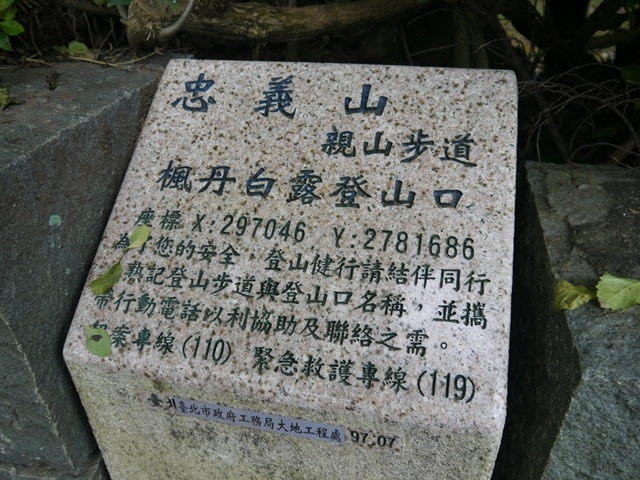 忠義山
親山步道
楓丹白露登山口
座標 X:297046 Y:2781686
為了您的安全，登山健行請結伴同行
熟記登山步道與登山口名稱，並攜
帶行動電話以利協助及聯絡之需。
案專線(110) 緊急救護專線(119)
臺北市政府工務局大地工程處 97.07